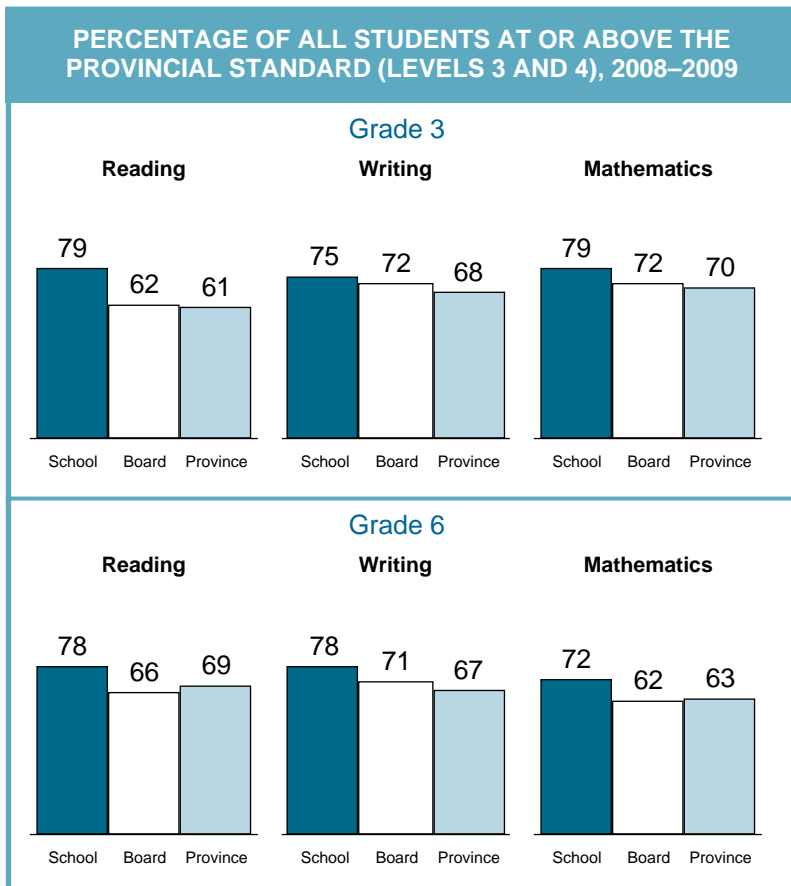 PERCENTAGE OF ALL STUDENTS AT OR ABOVE THE
PROVINCIAL STANDARD (LEVELS 3 AND 4), 2008–2009
Grade 3
Reading Writing Mathematics
79 62 61 75 72 68 79 72 70
School Board Province School Board Province School Board Province
Grade 6
Reading Writing Mathematics
78 66 69 78 71 67 72 62 63
School Board Province School Board Province School Board Province